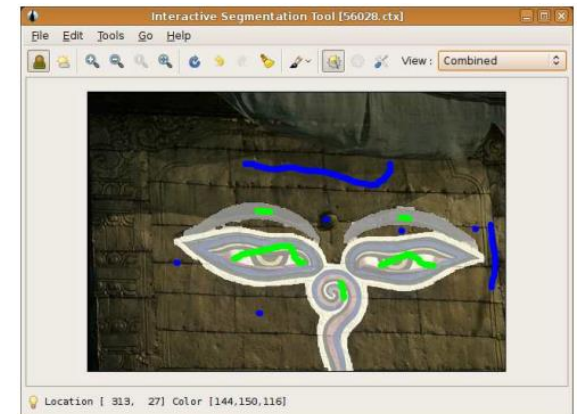 Interactive Segmentation Tool [56028.ctx]
File Edit Tools Go Help
View : Combined
Location [ 313, 27] Color [144,150,116]